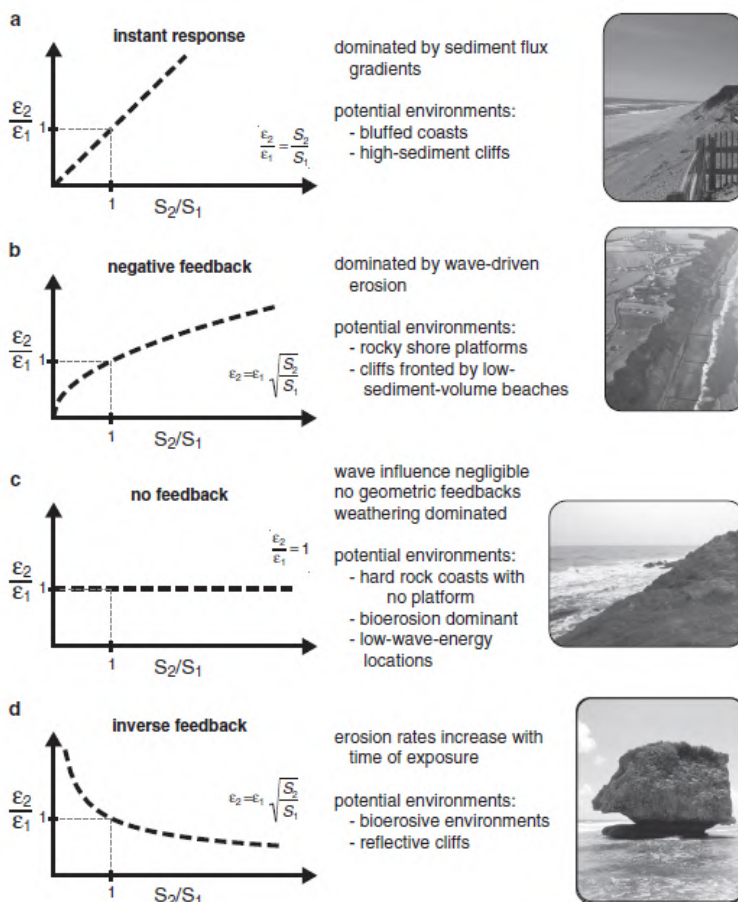 a
instant response
ε2/ε1
1
ε2/ε1 = S2/S1
1
S2/S1
dominated by sediment flux
gradients
potential environments:
- bluffed coasts
- high-sediment cliffs
b
negative feedback
ε2/ε1
1
ε2=ε1 √S2/S1
1
S2/S1
dominated by wave-driven
erosion
potential environments:
- rocky shore platforms
- cliffs fronted by low-
sediment-volume beaches
c
no feedback
ε2/ε1
1
ε2/ε1 = 1
1
S2/S1
wave influence negligible
no geometric feedbacks
weathering dominated
potential environments:
- hard rock coasts with
no platform
- bioerosion dominant
- low-wave-energy
locations
d
inverse feedback
ε2/ε1
1
ε2=ε1 √S2/S1
1
S2/S1
erosion rates increase with
time of exposure
potential environments:
- bioerosive environments
- reflective cliffs